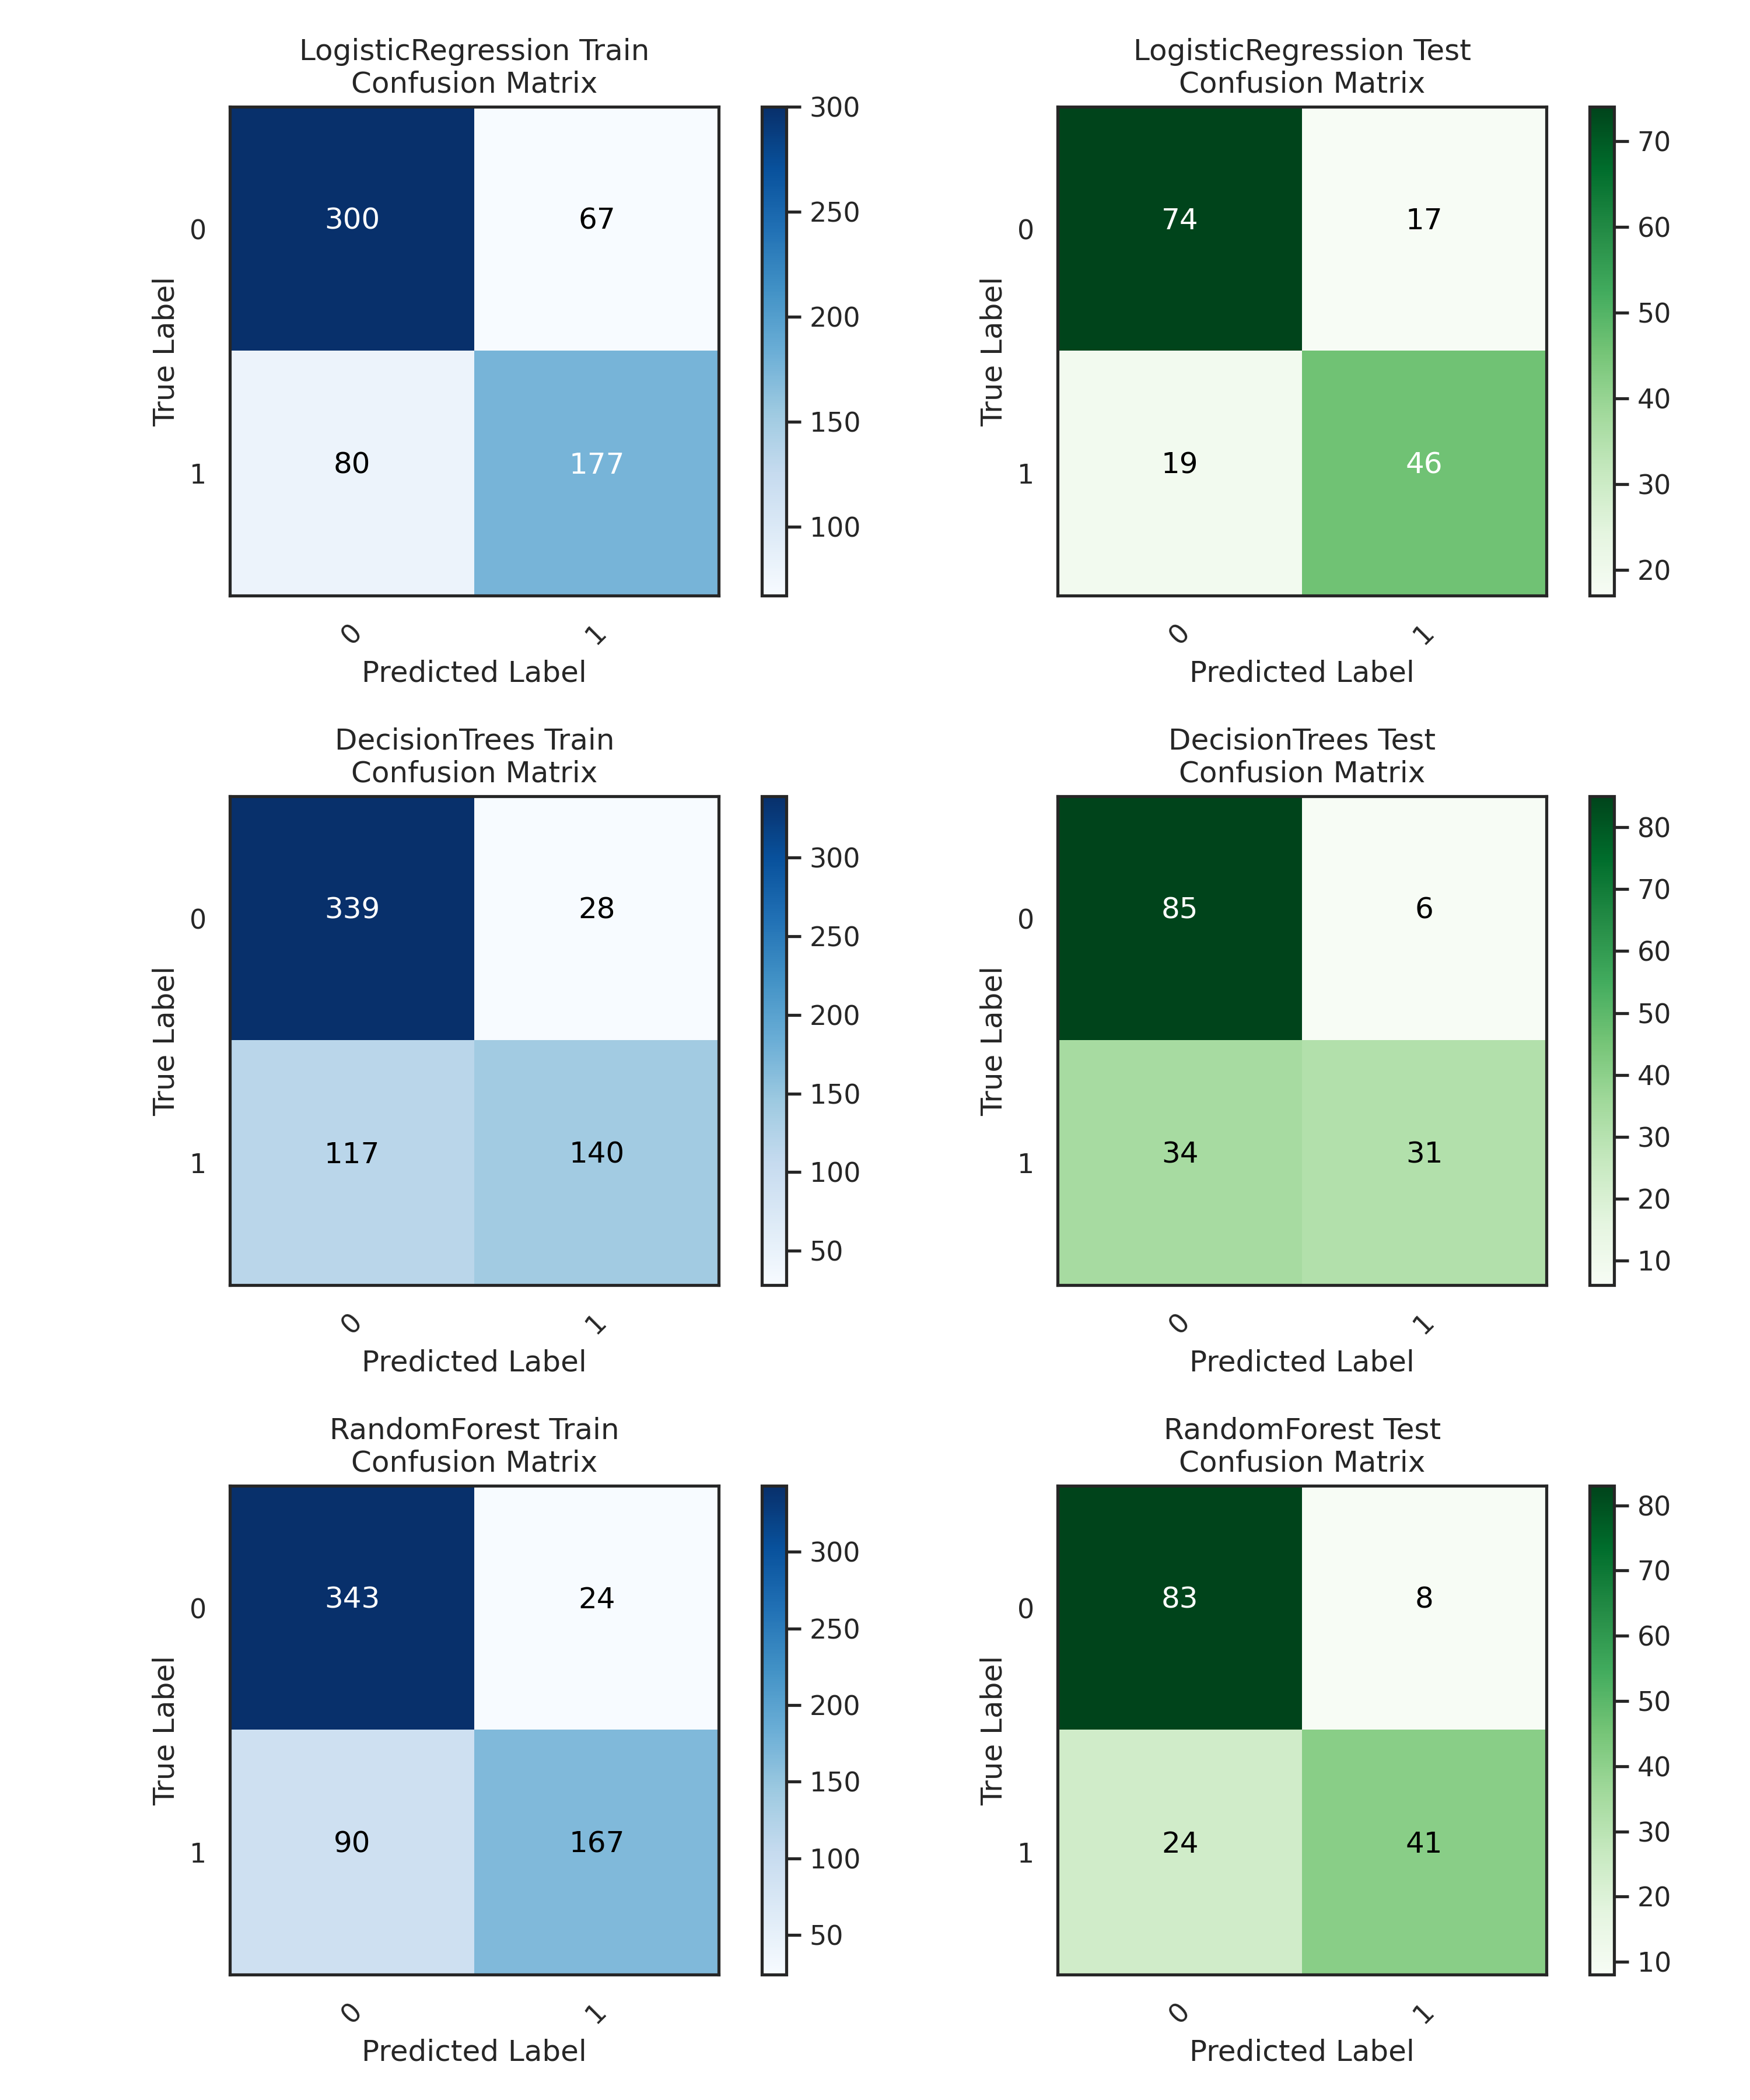 LogisticRegression Train
Confusion Matrix
300 67
80 177
0
1
True Label
0 1
Predicted Label
300
250
200
150
100
LogisticRegression Test
Confusion Matrix
74 17
19 46
0
1
True Label
0 1
Predicted Label
70
60
50
40
30
20
DecisionTrees Train
Confusion Matrix
339 28
117 140
0
1
True Label
0 1
Predicted Label
300
250
200
150
100
50
DecisionTrees Test
Confusion Matrix
85 6
34 31
0
1
True Label
0 1
Predicted Label
80
70
60
50
40
30
20
10
RandomForest Train
Confusion Matrix
343 24
90 167
0
1
True Label
0 1
Predicted Label
300
250
200
150
100
50
RandomForest Test
Confusion Matrix
83 8
24 41
0
1
True Label
0 1
Predicted Label
80
70
60
50
40
30
20
10